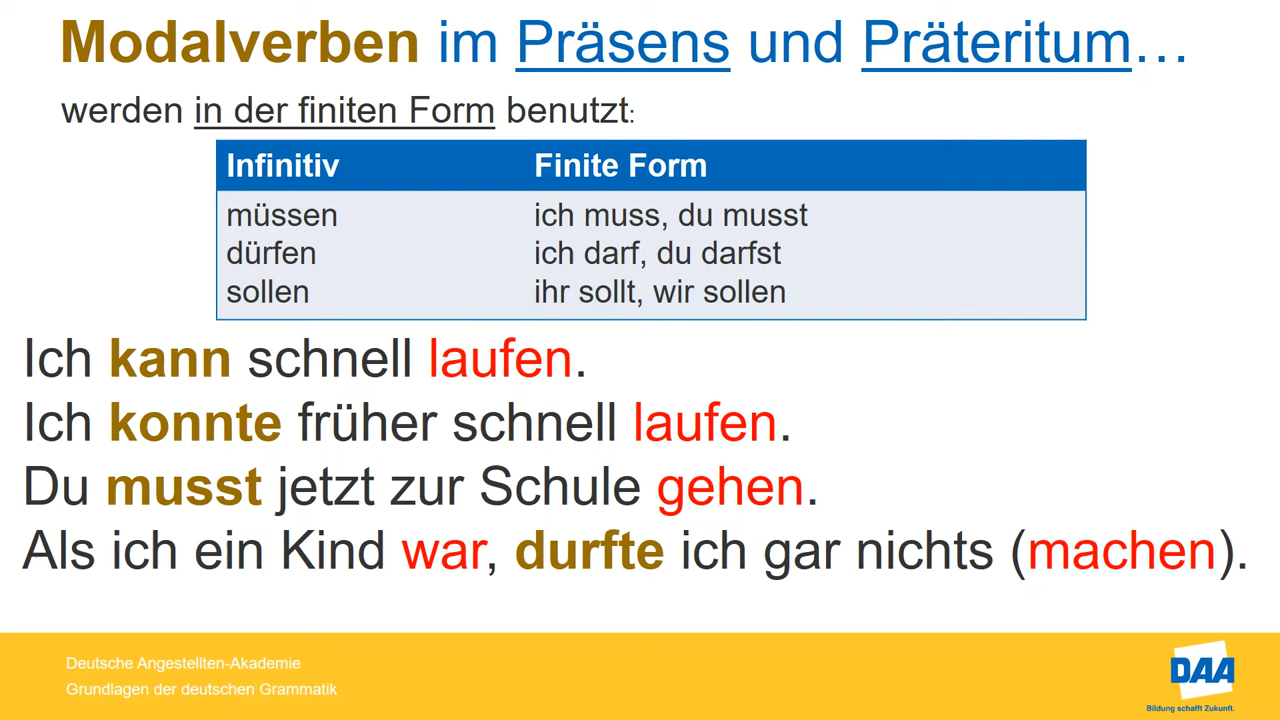 Modalverben im Präsens und Präteritum…
werden in der finiten Form benutzt:
Infinitiv Finite Form
müssen ich muss, du musst
dürfen ich darf, du darfst
sollen ihr sollt, wir sollen
Ich kann schnell laufen.
Ich konnte früher schnell laufen.
Du musst jetzt zur Schule gehen.
Als ich ein Kind war, durfte ich gar nichts (machen).
Deutsche Angestellten-Akademie
Grundlagen der deutschen Grammatik
DAA
Bildung schafft Zukunft.